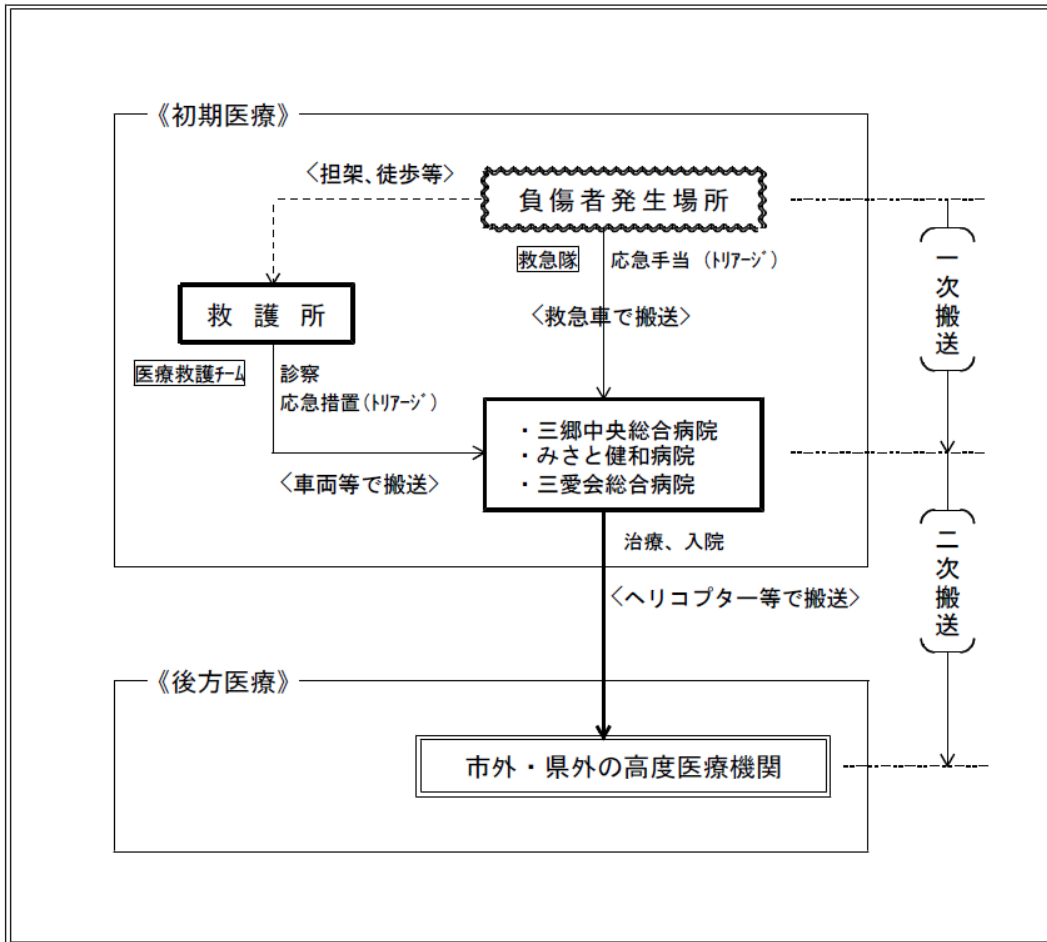 《初期医療》
<担架、徒歩等>
負傷者発生場所
救急隊 応急手当 (ﾄﾘｱｰｼﾞ)
一次搬送
救護所
<救急車で搬送>
医療救護ﾁｰﾑ 診察
応急措置(ﾄﾘｱｰｼﾞ)
・三郷中央総合病院
・みさと健和病院
・三愛会総合病院
<車両等で搬送>
治療、入院
二次搬送
<ヘリコプター等で搬送>
《後方医療》
市外・県外の高度医療機関